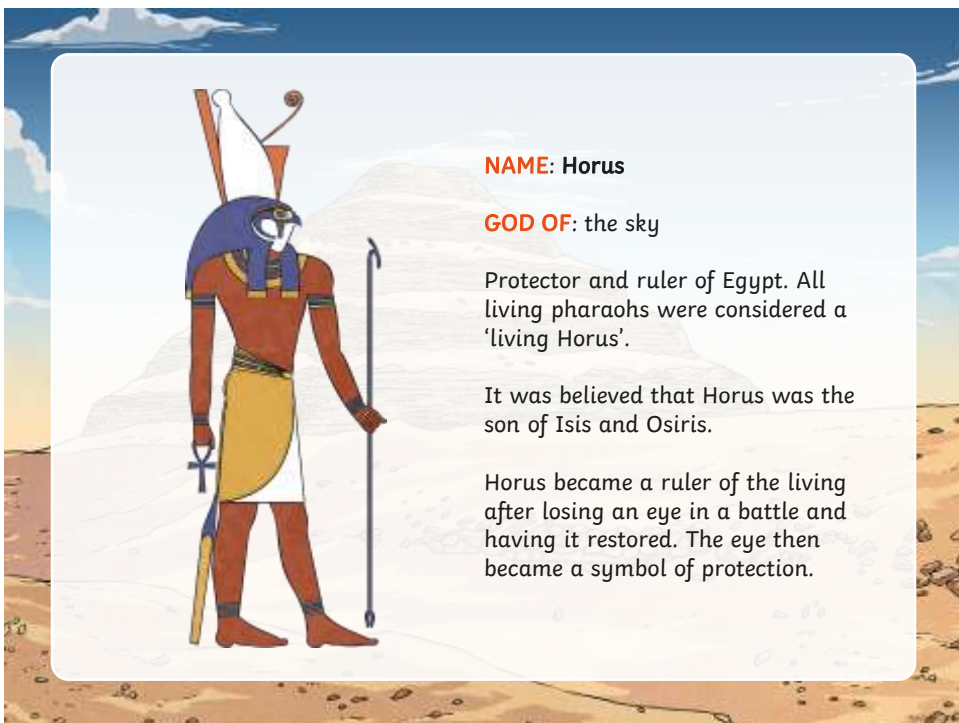 NAME: Horus
GOD OF: the sky
Protector and ruler of Egypt. All
living pharaohs were considered a
‘living Horus’.
It was believed that Horus was the
son of Isis and Osiris.
Horus became a ruler of the living
after losing an eye in a battle and
having it restored. The eye then
became a symbol of protection.